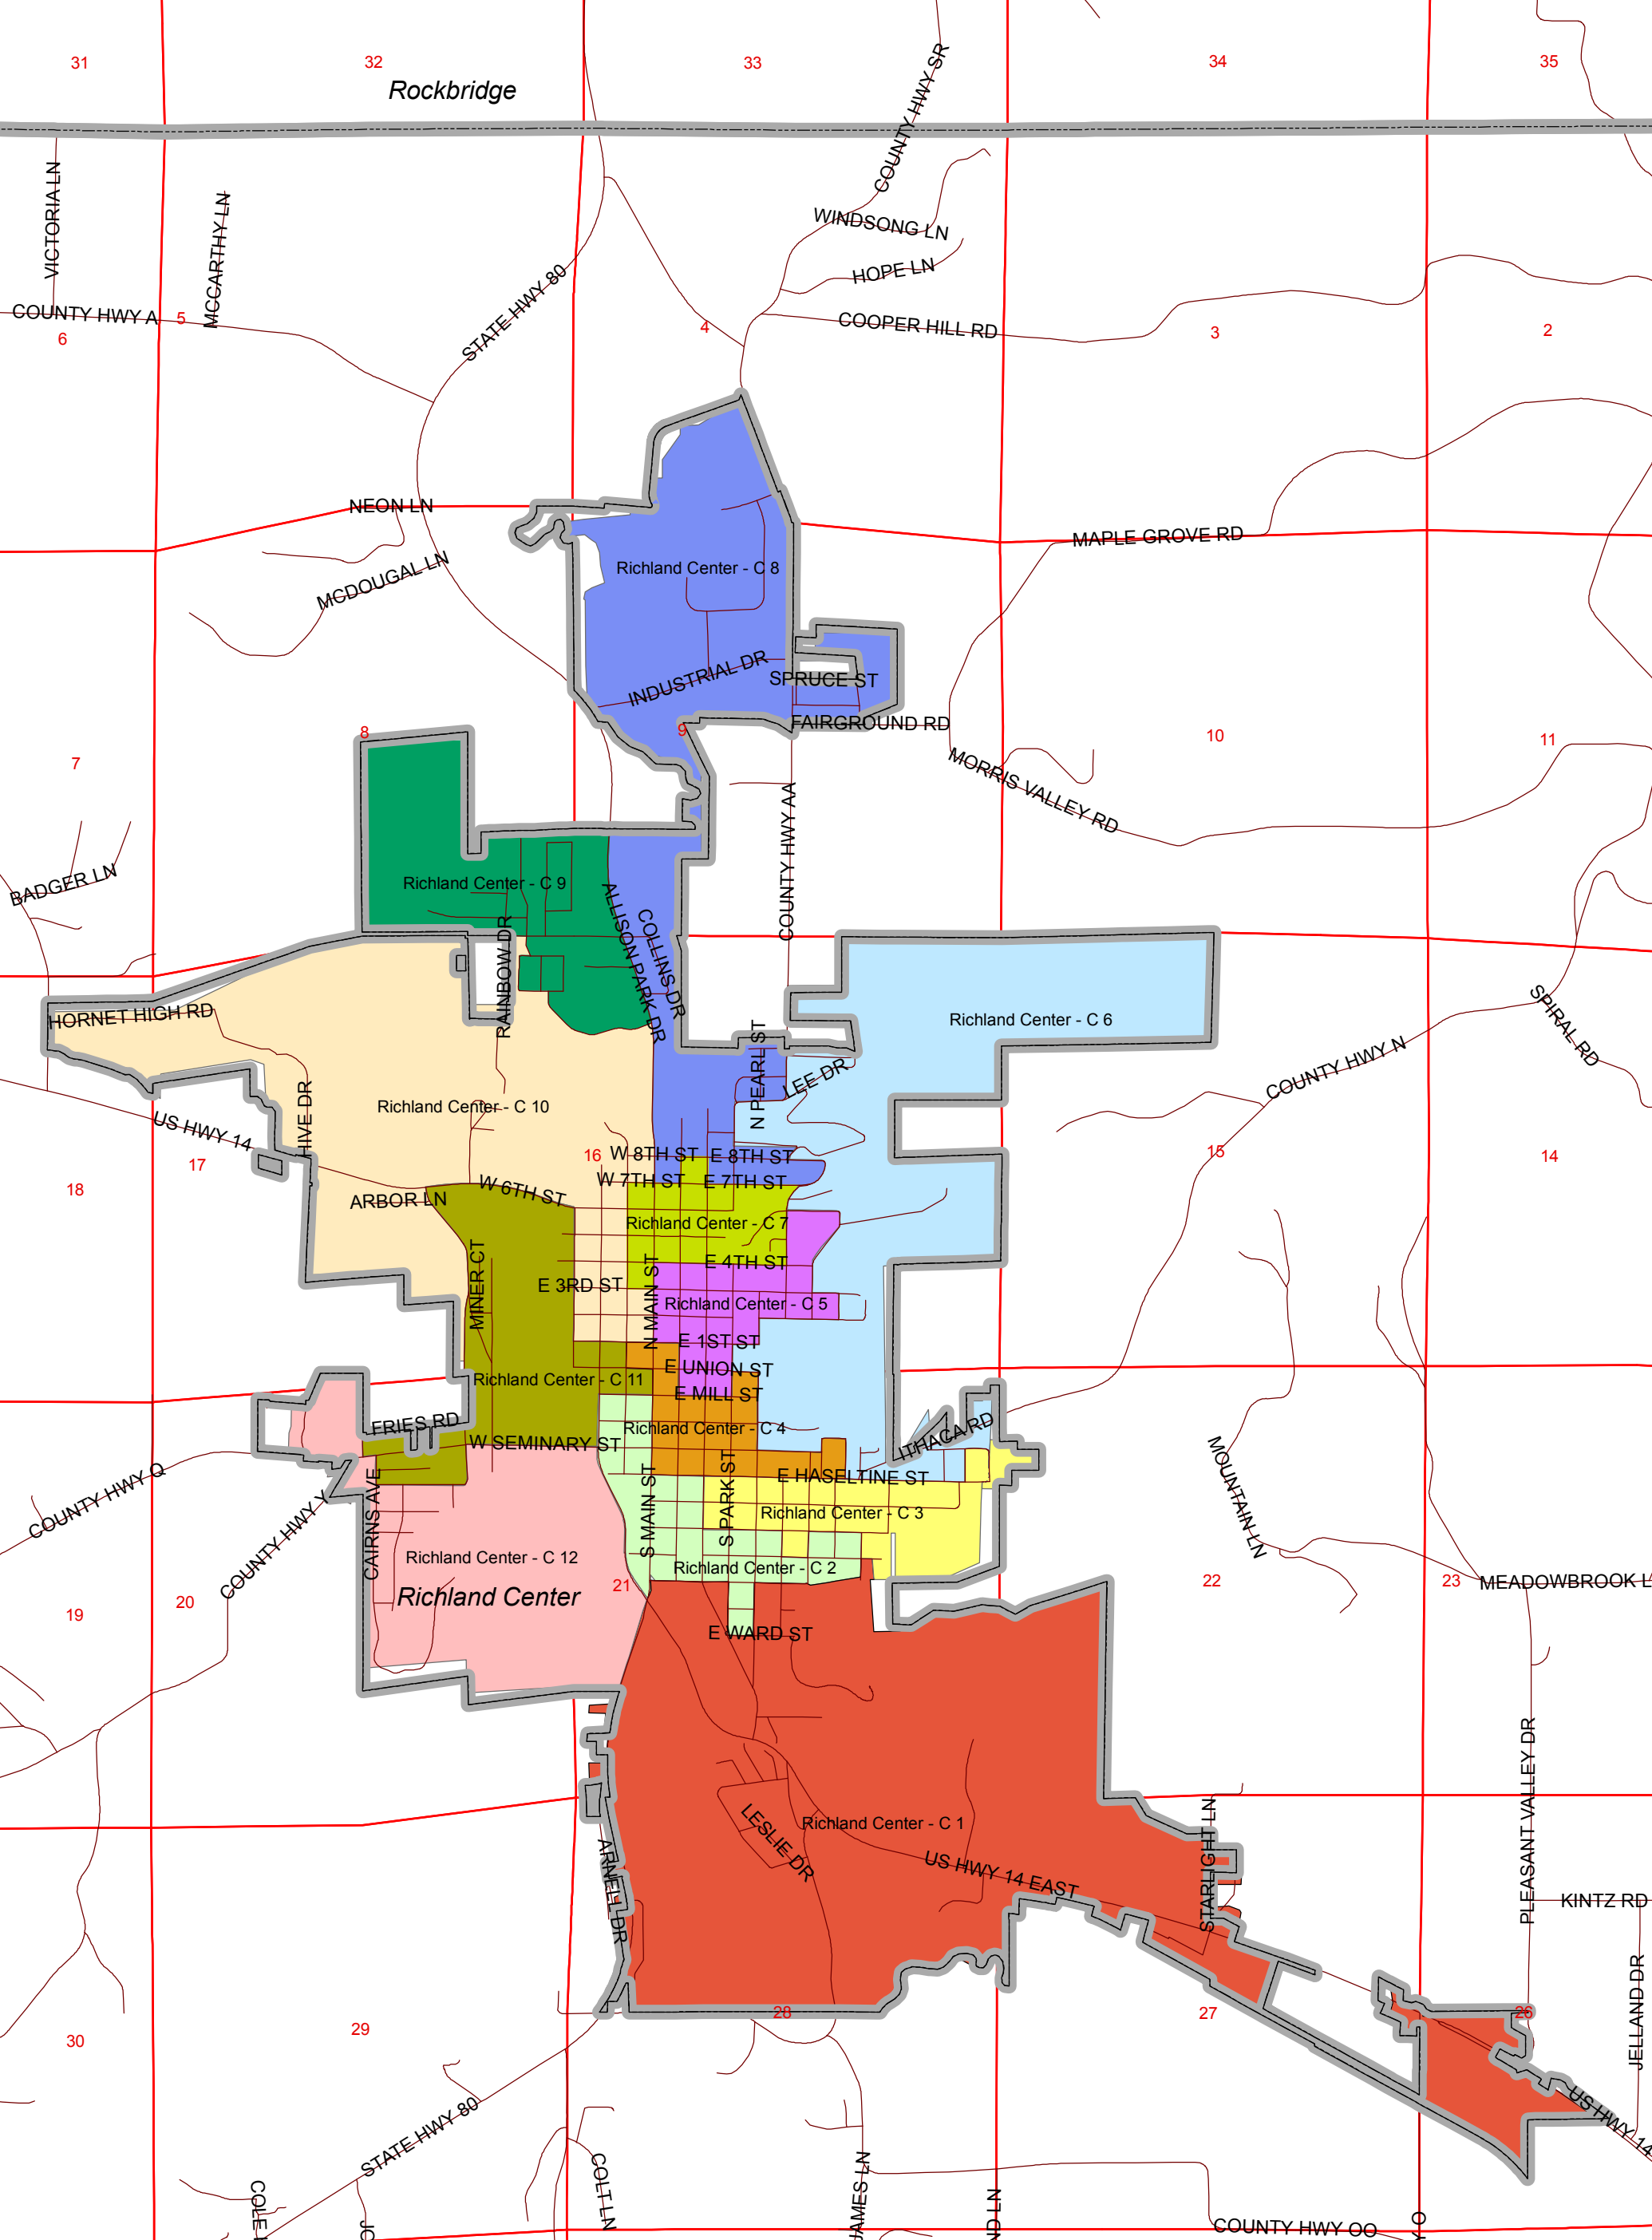 31
32
33
34
35
Rockbridge
COUNTY HWY SR
VICTORIA LN
MCCARTHY LN
WINDSONG LN
HOPE LN
STATE HWY 80
COUNTY HWY A
5
6
4
COOPER HILL RD
3
2
NEON LN
MAPLE GROVE RD
MCDOUGAL LN
Richland Center - C 8
INDUSTRIAL DR
SPRUCE ST
FAIRGROUND RD
8
9
10
11
7
MORRIS VALLEY RD
COUNTY HWY AA
BADGER LN
Richland Center - C 9
ALLISON PARK DR
COLLINS DR
RAINBOW DR
HORNET HIGH RD
Richland Center - C 6
SPIRAL RD
COUNTY HWY N
N PEARL ST
LEE DR
Richland Center - C 10
HIVE DR
US HWY 14
17
18
16
15
14
W 8TH ST
E 8TH ST
W 7TH ST
E 7TH ST
W 6TH ST
ARBOR LN
Richland Center - C 7
MINER CT
E 4TH ST
E 3RD ST
N MAIN ST
Richland Center - C 5
E 1ST ST
E UNION ST
Richland Center - C 11
E MILL ST
FRIES RD
Richland Center - C 4
ITHACA RD
W SEMINARY ST
COUNTY HWY Q
COUNTY HWY Y
CAIRNS AVE
S MAIN ST
S PARK ST
E HASELTINE ST
Richland Center - C 3
MOUNTAIN LN
Richland Center - C 12
Richland Center - C 2
Richland Center
21
22
23
MEADOWBROOK L
19
20
E WARD ST
PLEASANT VALLEY DR
LESLIE DR
Richland Center - C 1
STARLIGHT LN
ARNELL DR
US HWY 14 EAST
KINTZ RD
JELLAND DR
28
27
26
29
30
US HWY 14
STATE HWY 80
COLT LN
JAMES LN
COLE
ND LN
COUNTY HWY OO